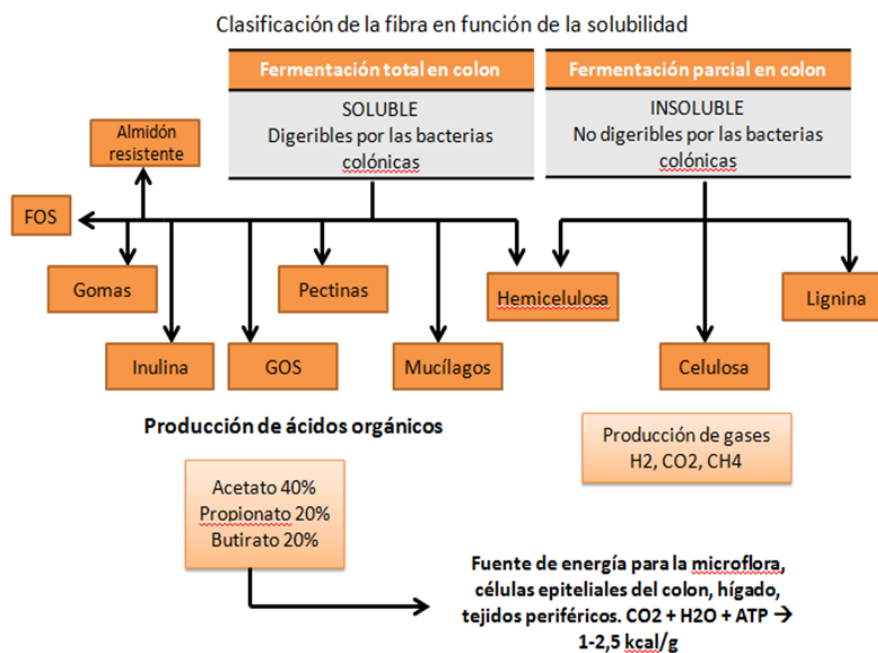 Clasificación de la fibra en función de la solubilidad
Fermentación total en colon
SOLUBLE
Digeribles por las bacterias
colónicas
Fermentación parcial en colon
INSOLUBLE
No digeribles por las bacterias
colónicas
Almidón
resistente
FOS
Gomas
Pectinas
Hemicelulosa
Lignina
Inulina
GOS
Mucílagos
Celulosa
Producción de ácidos orgánicos
Producción de gases
H2, CO2, CH4
Acetato 40%
Propionato 20%
Butirato 20%
Fuente de energía para la microflora,
células epiteliales del colon, hígado,
tejidos periféricos. CO2 + H2O + ATP →
1-2,5 kcal/g